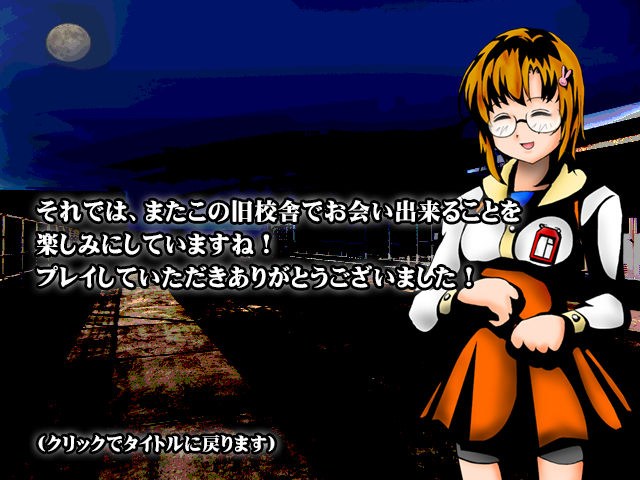 それでは、またこの旧校舎でお会い出来ることを
楽しみにしていますね！
プレイしていただきありがとうございました！
（クリックでタイトルに戻ります）